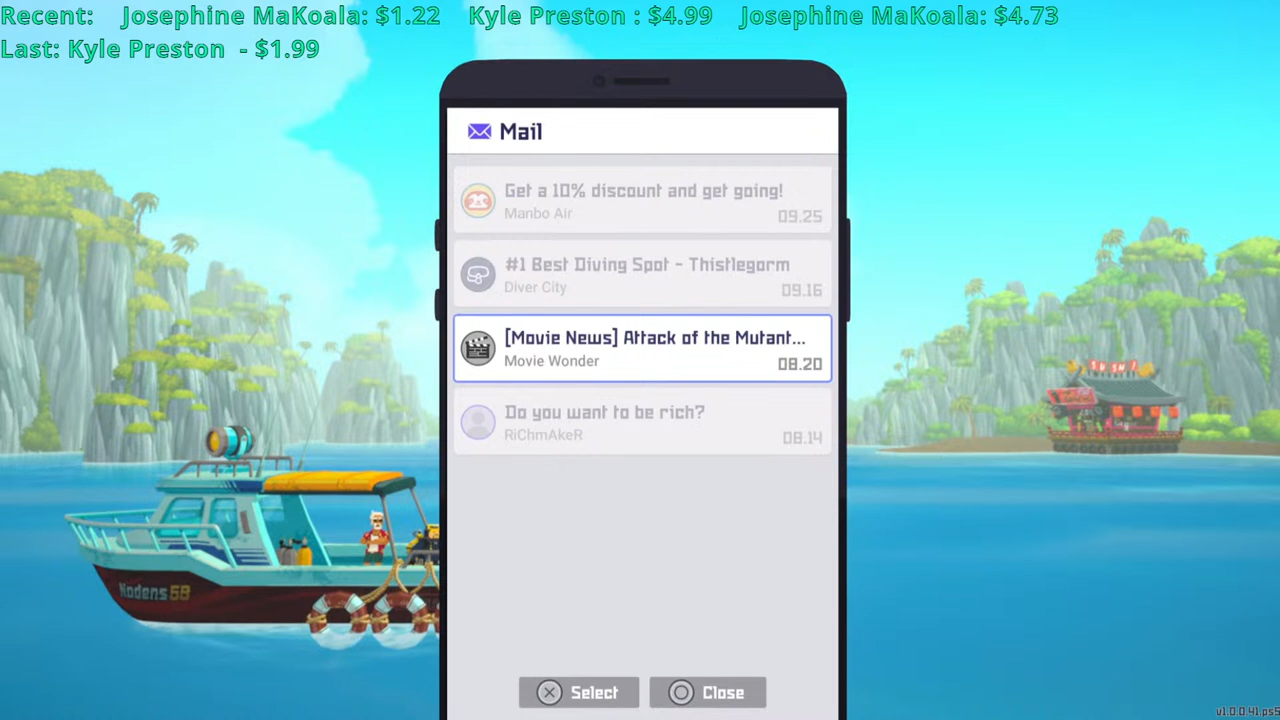 Recent: Josephine MaKoala: $1.22 Kyle Preston : $4.99 Josephine MaKoala: $4.73
Last: Kyle Preston - $1.99
Mail
Get a 10% discount and get going!
Manbo Air
09.25
#1 Best Diving Spot - Thistlegorm
Diver City
09.16
[Movie News] Attack of the Mutant...
Movie Wonder
08.20
Do you want to be rich?
RiChmAkeR
08.14
SUSHI
Nodens58
Select
Close
v1.0.0.41.ps5